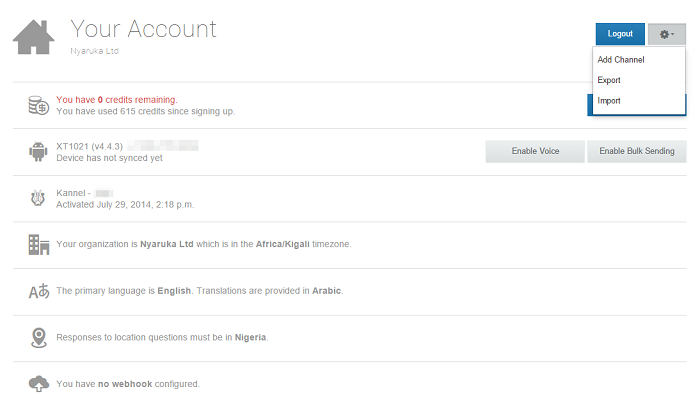 Your Account
Nyaruka Ltd
Logout
Add Channel
Export
Import
You have 0 credits remaining.
You have used 615 credits since signing up.
XT1021 (v4.4.3)
Device has not synced yet
Enable Voice
Enable Bulk Sending
Kannel -
Activated July 29, 2014, 2:18 p.m.
Your organization is Nyaruka Ltd which is in the Africa/Kigali timezone.
Aあ
The primary language is English. Translations are provided in Arabic.
Responses to location questions must be in Nigeria.
You have no webhook configured.